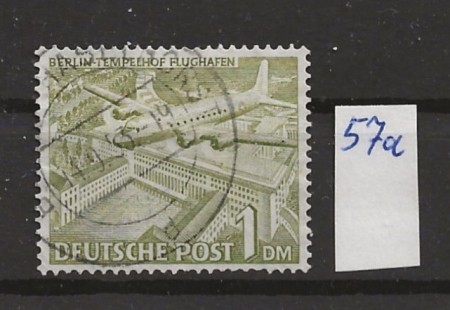 BERLIN-TEMPELHOF FLUGHAFEN
57a
1
DEUTSCHE POST DM